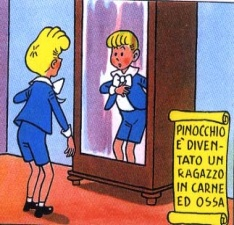 PINOCCHIO
È DIVEN-
TATO UN
RAGAZZO
IN CARNE
ED OSSA